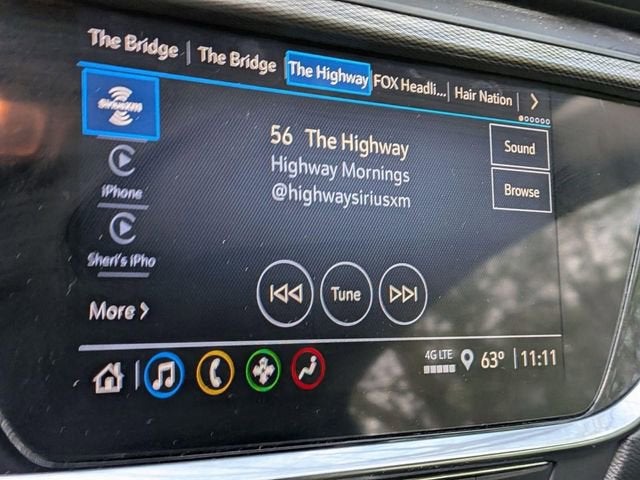 The Bridge The Bridge The Highway FOX Headli... Hair Nation
SIRIUSXM
56 The Highway
Highway Mornings
@highwaysiriusxm
Sound
Browse
iPhone
Sheri's iPho
More
Tune
4G LTE
63° 11:11